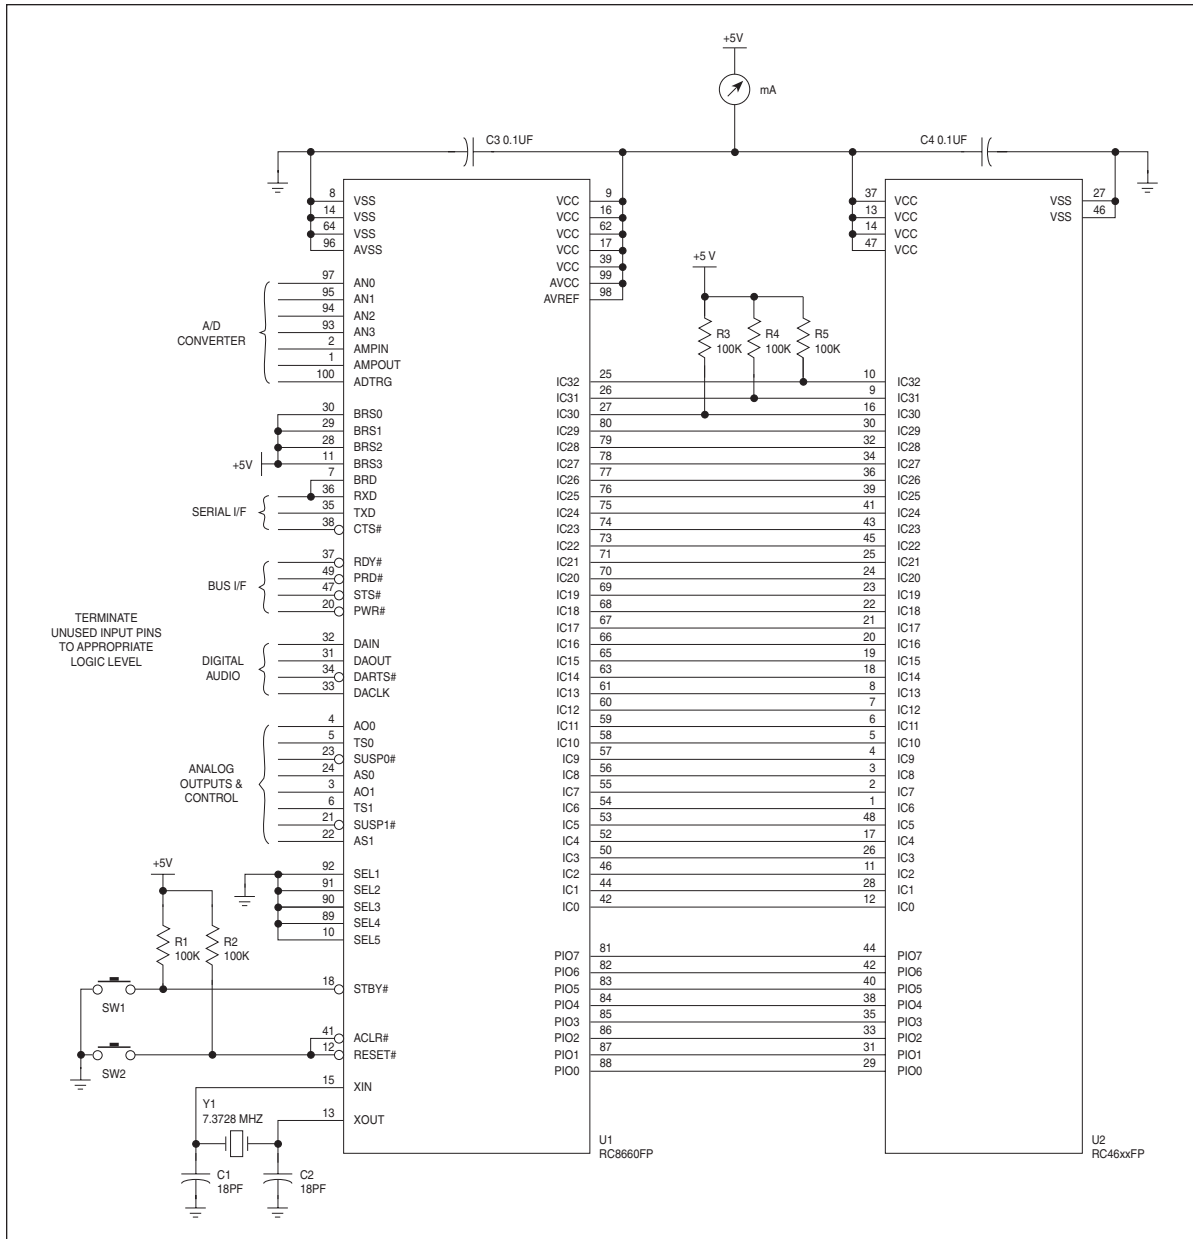 +5V
mA
C3 0.1UF
C4 0.1UF
8 VSS
14 VSS
64 VSS
96 AVSS
A/D
CONVERTER
97 AN0
95 AN1
94 AN2
93 AN3
2 AMPIN
1 AMPOUT
100 ADTRG
30 BRS0
29 BRS1
28 BRS2
+5V
11 BRS3
7 BRD
SERIAL I/F
36 RXD
35 TXD
38 CTS#
BUS I/F
37 RDY#
49 PRD#
47 STS#
20 PWR#
TERMINATE
UNUSED INPUT PINS
TO APPROPRIATE
LOGIC LEVEL
DIGITAL
AUDIO
32 DAIN
31 DAOUT
34 DARTS#
33 DACLK
ANALOG
OUTPUTS &
CONTROL
4 AO0
5 TS0
23 SUSP0#
24 AS0
3 AO1
6 TS1
21 SUSP1#
22 AS1
92 SEL1
91 SEL2
90 SEL3
89 SEL4
10 SEL5
+5V
R1
100K
R2
100K
SW1
18 STBY#
SW2
41 ACLR#
12 RESET#
15 XIN
13 XOUT
Y1
7.3728 MHZ
C1
18PF
C2
18PF
VCC 9
VCC 16
VCC 62
VCC 17
VCC 39
AVCC 99
AVREF 98
+5 V
R3
100K
R4
100K
R5
100K
37 VCC
13 VCC
14 VCC
47 VCC
VSS 27
VSS 46
IC32 25 10 IC32
IC31 26 9 IC31
IC30 27 16 IC30
IC29 80 30 IC29
IC28 79 32 IC28
IC27 78 34 IC27
IC26 77 36 IC26
IC25 76 39 IC25
IC24 75 41 IC24
IC23 74 43 IC23
IC22 73 45 IC22
IC21 71 25 IC21
IC20 70 24 IC20
IC19 69 23 IC19
IC18 68 22 IC18
IC17 67 21 IC17
IC16 66 20 IC16
IC15 65 19 IC15
IC14 63 18 IC14
IC13 61 8 IC13
IC12 60 7 IC12
IC11 59 6 IC11
IC10 58 5 IC10
IC9 57 4 IC9
IC8 56 3 IC8
IC7 55 2 IC7
IC6 54 1 IC6
IC5 53 48 IC5
IC4 52 17 IC4
IC3 50 26 IC3
IC2 46 11 IC2
IC1 44 28 IC1
IC0 42 12 IC0
PIO7 81 44 PIO7
PIO6 82 42 PIO6
PIO5 83 40 PIO5
PIO4 84 38 PIO4
PIO3 85 35 PIO3
PIO2 86 33 PIO2
PIO1 87 31 PIO1
PIO0 88 29 PIO0
U1
RC8660FP
U2
RC46xxFP